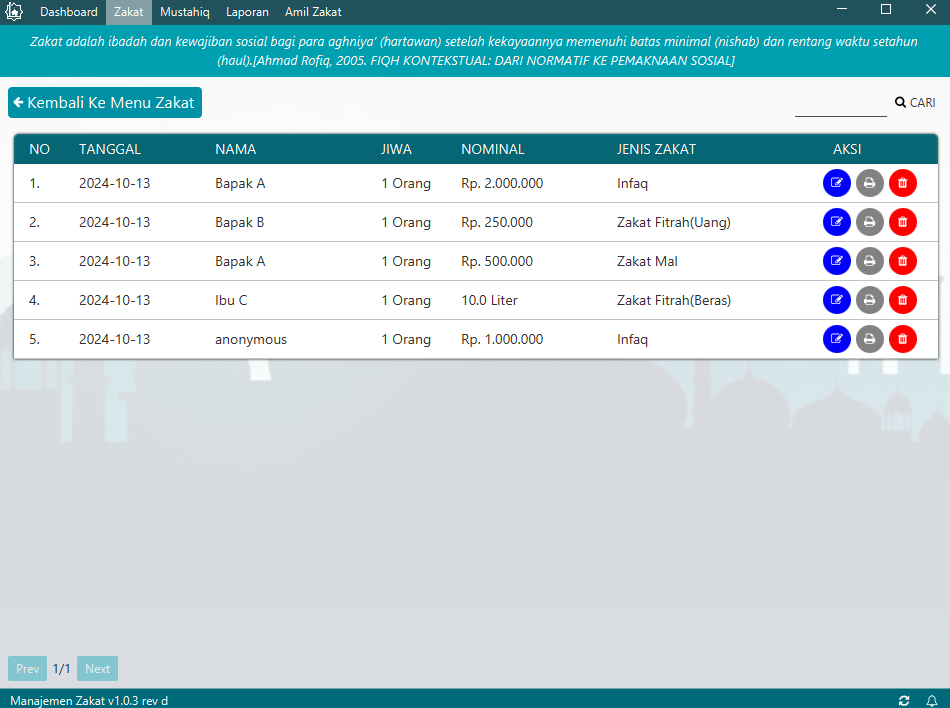 Dashboard Zakat Mustahiq Laporan Amil Zakat
Zakat adalah ibadah dan kewajiban sosial bagi para aghniya' (hartawan) setelah kekayaannya memenuhi batas minimal (nishab) dan rentang waktu setahun
(haul).[Ahmad Rofiq, 2005. FIQH KONTEKSTUAL: DARI NORMATIF KE PEMAKNAAN SOSIAL]
Kembali Ke Menu Zakat CARI
NO TANGGAL NAMA JIWA NOMINAL JENIS ZAKAT AKSI
1. 2024-10-13 Bapak A 1 Orang Rp. 2.000.000 Infaq
2. 2024-10-13 Bapak B 1 Orang Rp. 250.000 Zakat Fitrah(Uang)
3. 2024-10-13 Bapak A 1 Orang Rp. 500.000 Zakat Mal
4. 2024-10-13 Ibu C 1 Orang 10.0 Liter Zakat Fitrah(Beras)
5. 2024-10-13 anonymous 1 Orang Rp. 1.000.000 Infaq
Prev 1/1 Next
Manajemen Zakat v1.0.3 rev d